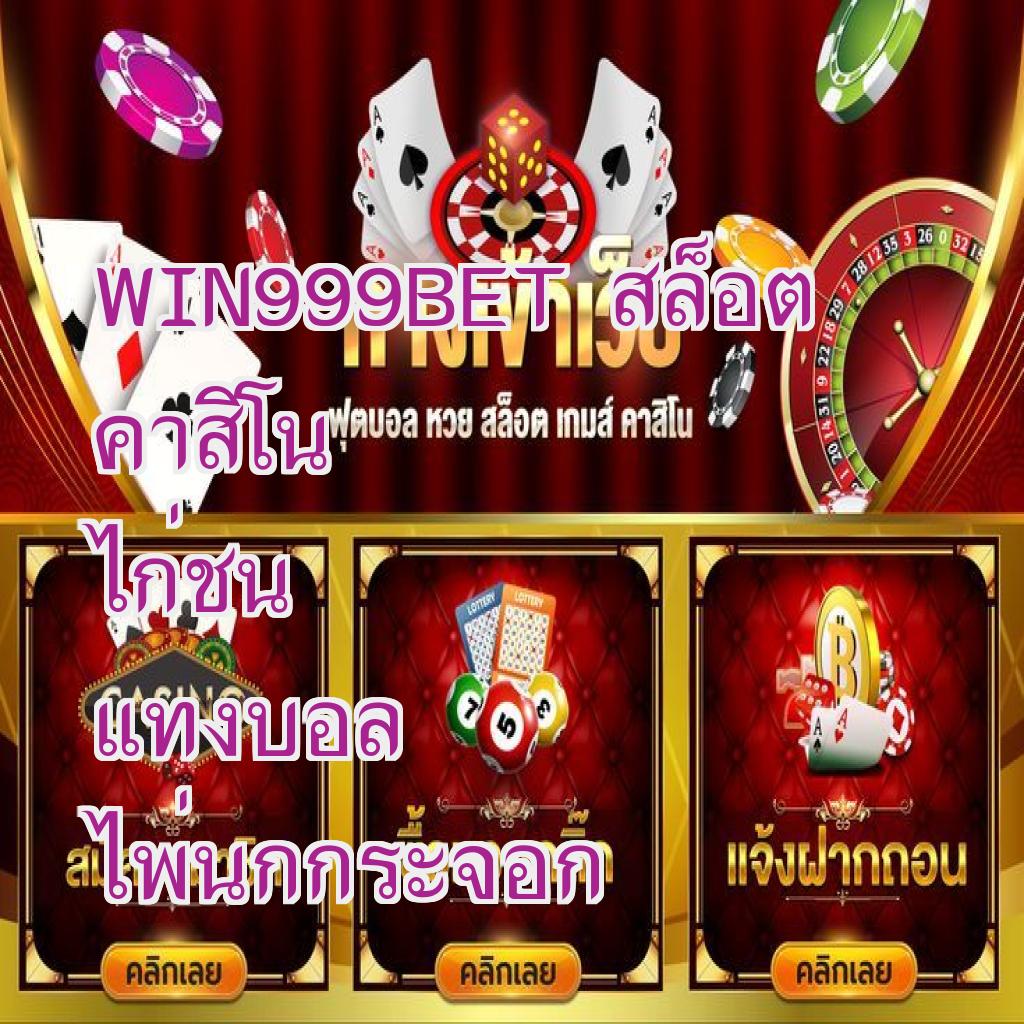 WIN999BET สล็อต
คาสิโน
ฟุตบอล หวย สล็อต เกมส์ คาสิโน
ไก่ชน
LOTTERY LOTTERY
CASINO
แทงบอล
ไพ่นกกระจอก
แจ้งฝากถอน
คลิกเลย คลิกเลย คลิกเลย